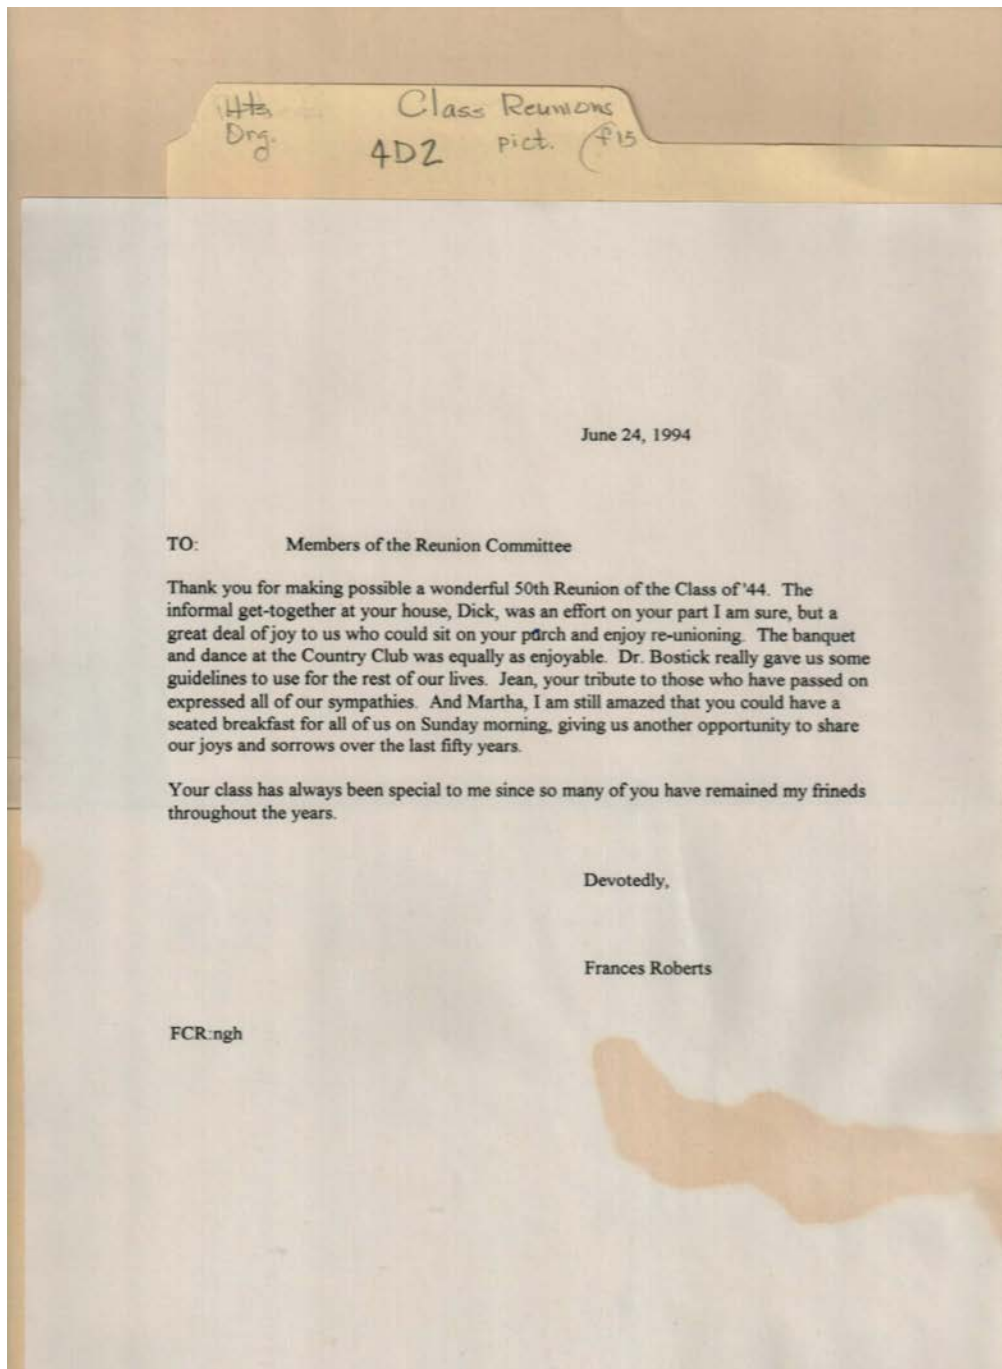 Hts Class Reunions
Org. 4D2 pict. (f15
June 24, 1994
TO: Members of the Reunion Committee
Thank you for making possible a wonderful 50th Reunion of the Class of '44. The
informal get-together at your house, Dick, was an effort on your part I am sure, but a
great deal of joy to us who could sit on your porch and enjoy re-unioning. The banquet
and dance at the Country Club was equally as enjoyable. Dr. Bostick really gave us some
guidelines to use for the rest of our lives. Jean, your tribute to those who have passed on
expressed all of our sympathies. And Martha, I am still amazed that you could have a
seated breakfast for all of us on Sunday morning, giving us another opportunity to share
our joys and sorrows over the last fifty years.
Your class has always been special to me since so many of you have remained my frineds
throughout the years.
Devotedly,
Frances Roberts
FCR:ngh